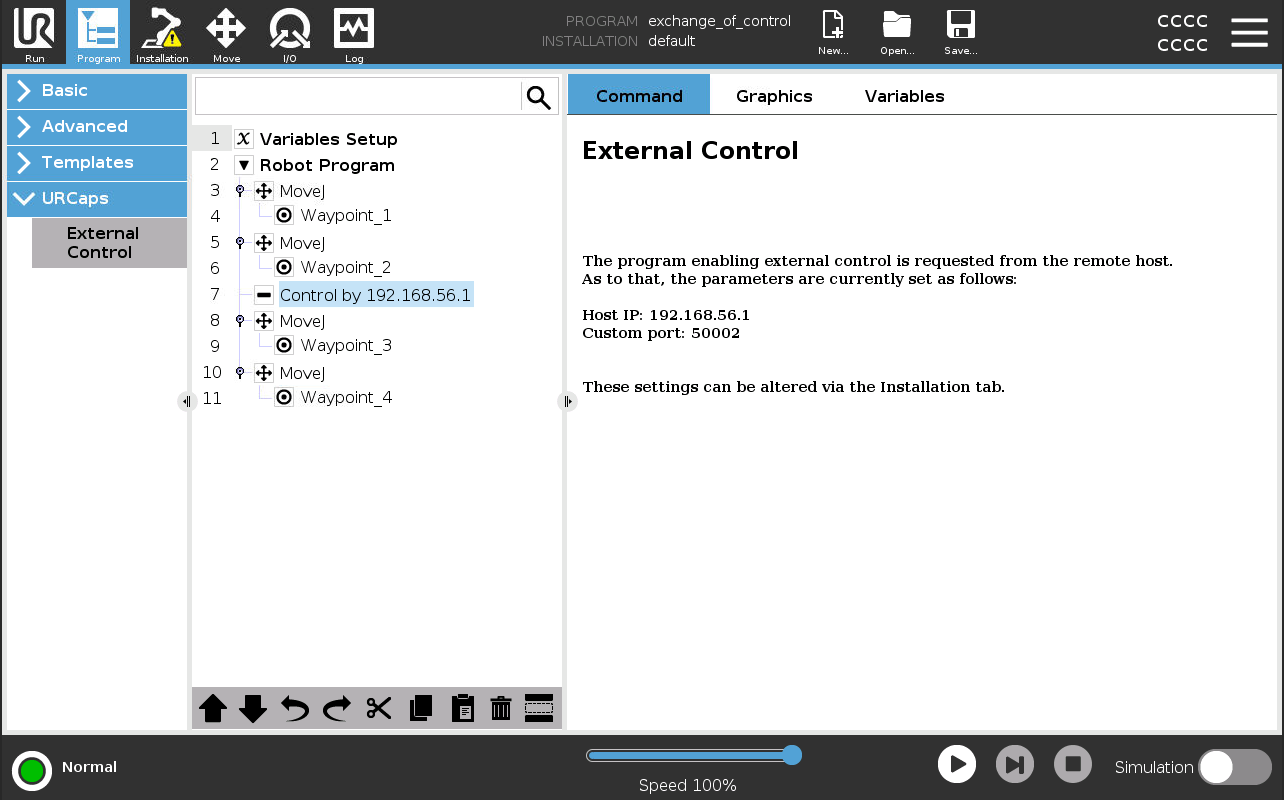 UR
PROGRAM exchange_of_control
INSTALLATION default
CCCC
CCCC
Run Program Installation Move I/O Log
New... Open... Save...
Basic
Advanced
Templates
URCaps
External
Control
1 X Variables Setup
2 Robot Program
3 MoveJ
4 Waypoint_1
5 MoveJ
6 Waypoint_2
7 Control by 192.168.56.1
8 MoveJ
9 Waypoint_3
10 MoveJ
11 Waypoint_4
Command Graphics Variables
External Control
The program enabling external control is requested from the remote host.
As to that, the parameters are currently set as follows:
Host IP: 192.168.56.1
Custom port: 50002
These settings can be altered via the Installation tab.
Normal
Speed 100%
Simulation